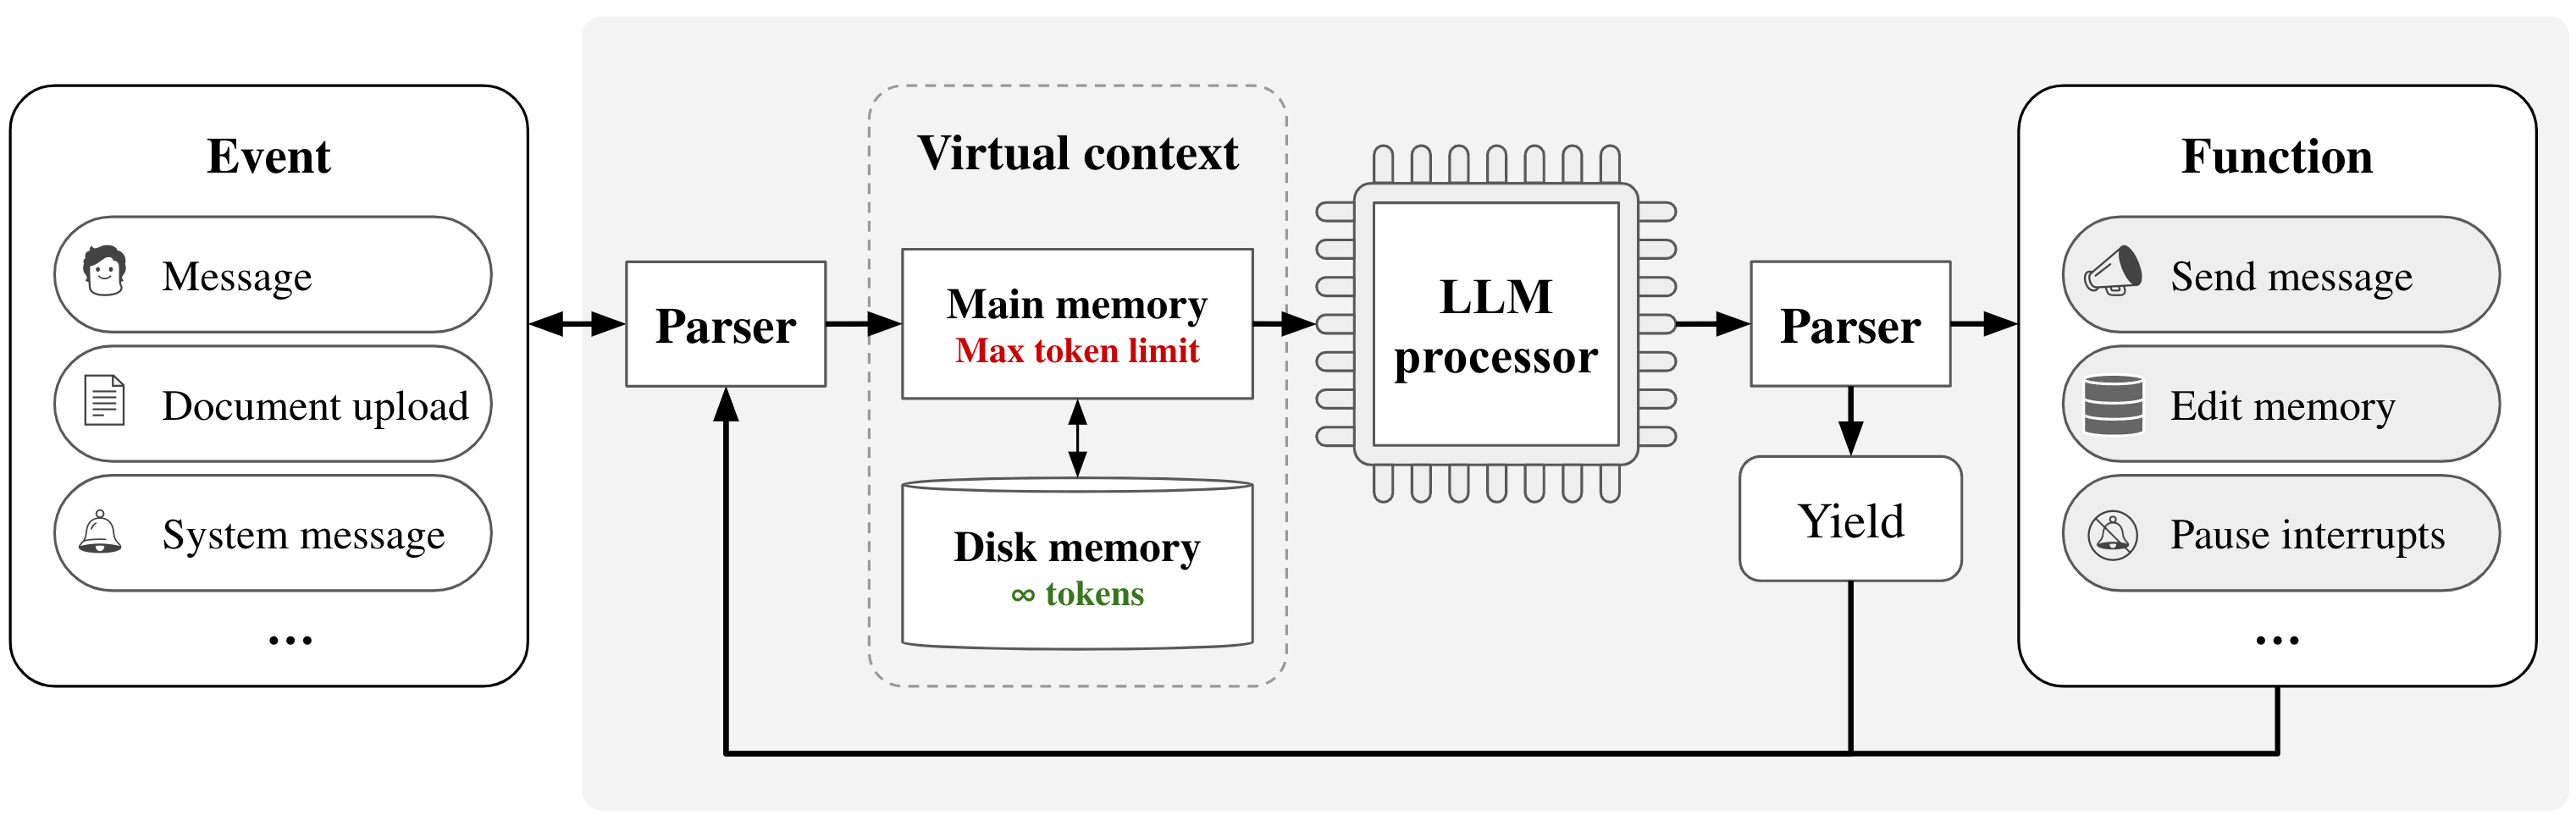 Event
Message
Document upload
System message
...
Parser
Virtual context
Main memory
Max token limit
Disk memory
∞ tokens
LLM
processor
Parser
Yield
Function
Send message
Edit memory
Pause interrupts
...